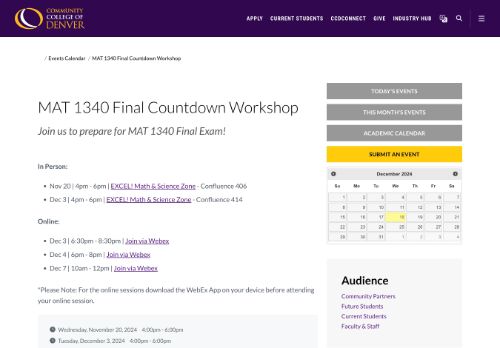 COMMUNITY
COLLEGE OF
DENVER
APPLY CURRENT STUDENTS CCDCONNECT GIVE INDUSTRY HUB
/ Events Calendar / MAT 1340 Final Countdown Workshop
MAT 1340 Final Countdown Workshop
Join us to prepare for MAT 1340 Final Exam!
In Person:
• Nov 20 | 4pm - 6pm | EXCEL! Math & Science Zone - Confluence 406
• Dec 3 | 4pm - 6pm | EXCEL! Math & Science Zone - Confluence 414
Online:
• Dec 3 | 6:30pm - 8:30pm | Join via Webex
• Dec 4 | 6pm - 8pm | Join via Webex
• Dec 7 | 10am - 12pm | Join via Webex
*Please Note: For the online sessions download the WebEx App on your device before attending
your online session.
Wednesday, November 20, 2024 4:00pm - 6:00pm
Tuesday, December 3, 2024 4:00pm - 6:00pm
TODAY'S EVENTS
THIS MONTH'S EVENTS
ACADEMIC CALENDAR
SUBMIT AN EVENT
December 2024
Su Mo Tu We Th Fr Sa
1 2 3 4 5 6 7
8 9 10 11 12 13 14
15 16 17 18 19 20 21
22 23 24 25 26 27 28
29 30 31 1 2 3 4
Audience
Community Partners
Future Students
Current Students
Faculty & Staff